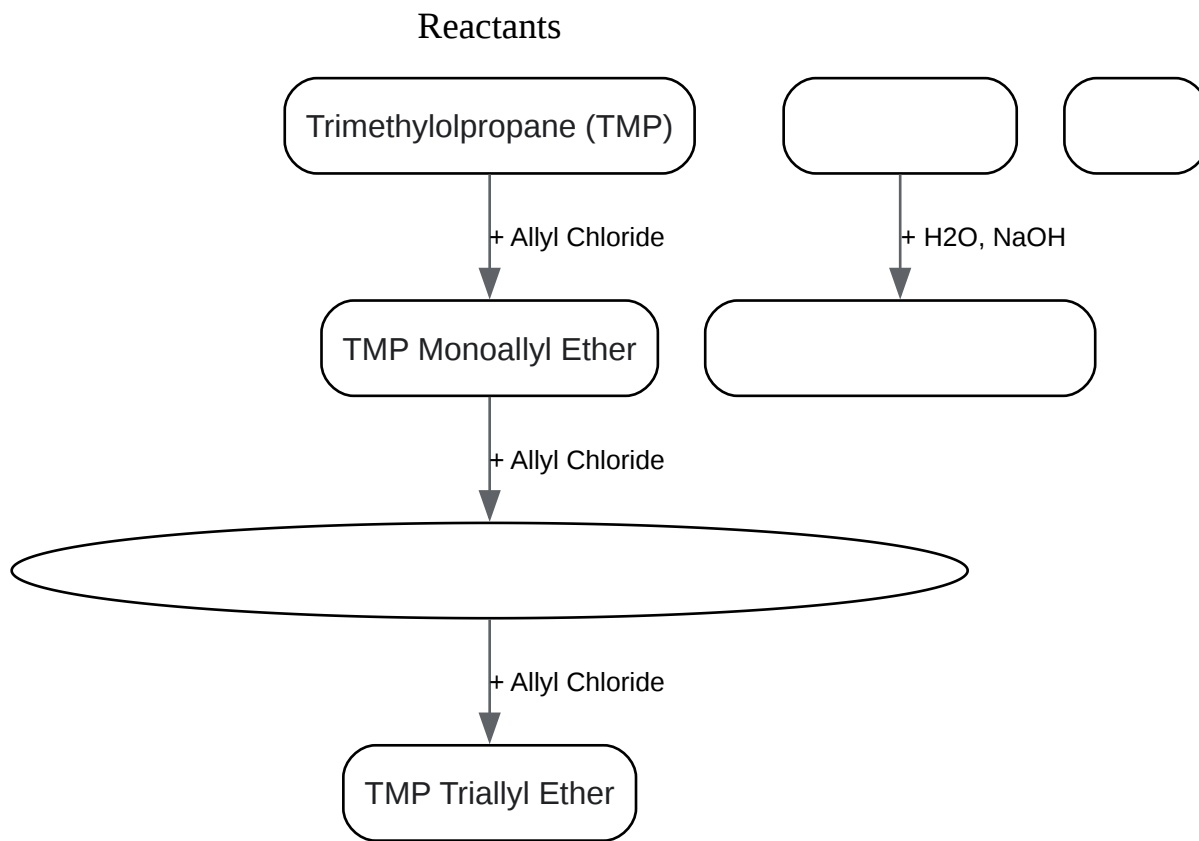 Reactants
Trimethylolpropane (TMP)
+ Allyl Chloride
+ H2O, NaOH
TMP Monoallyl Ether
+ Allyl Chloride
+ Allyl Chloride
TMP Triallyl Ether